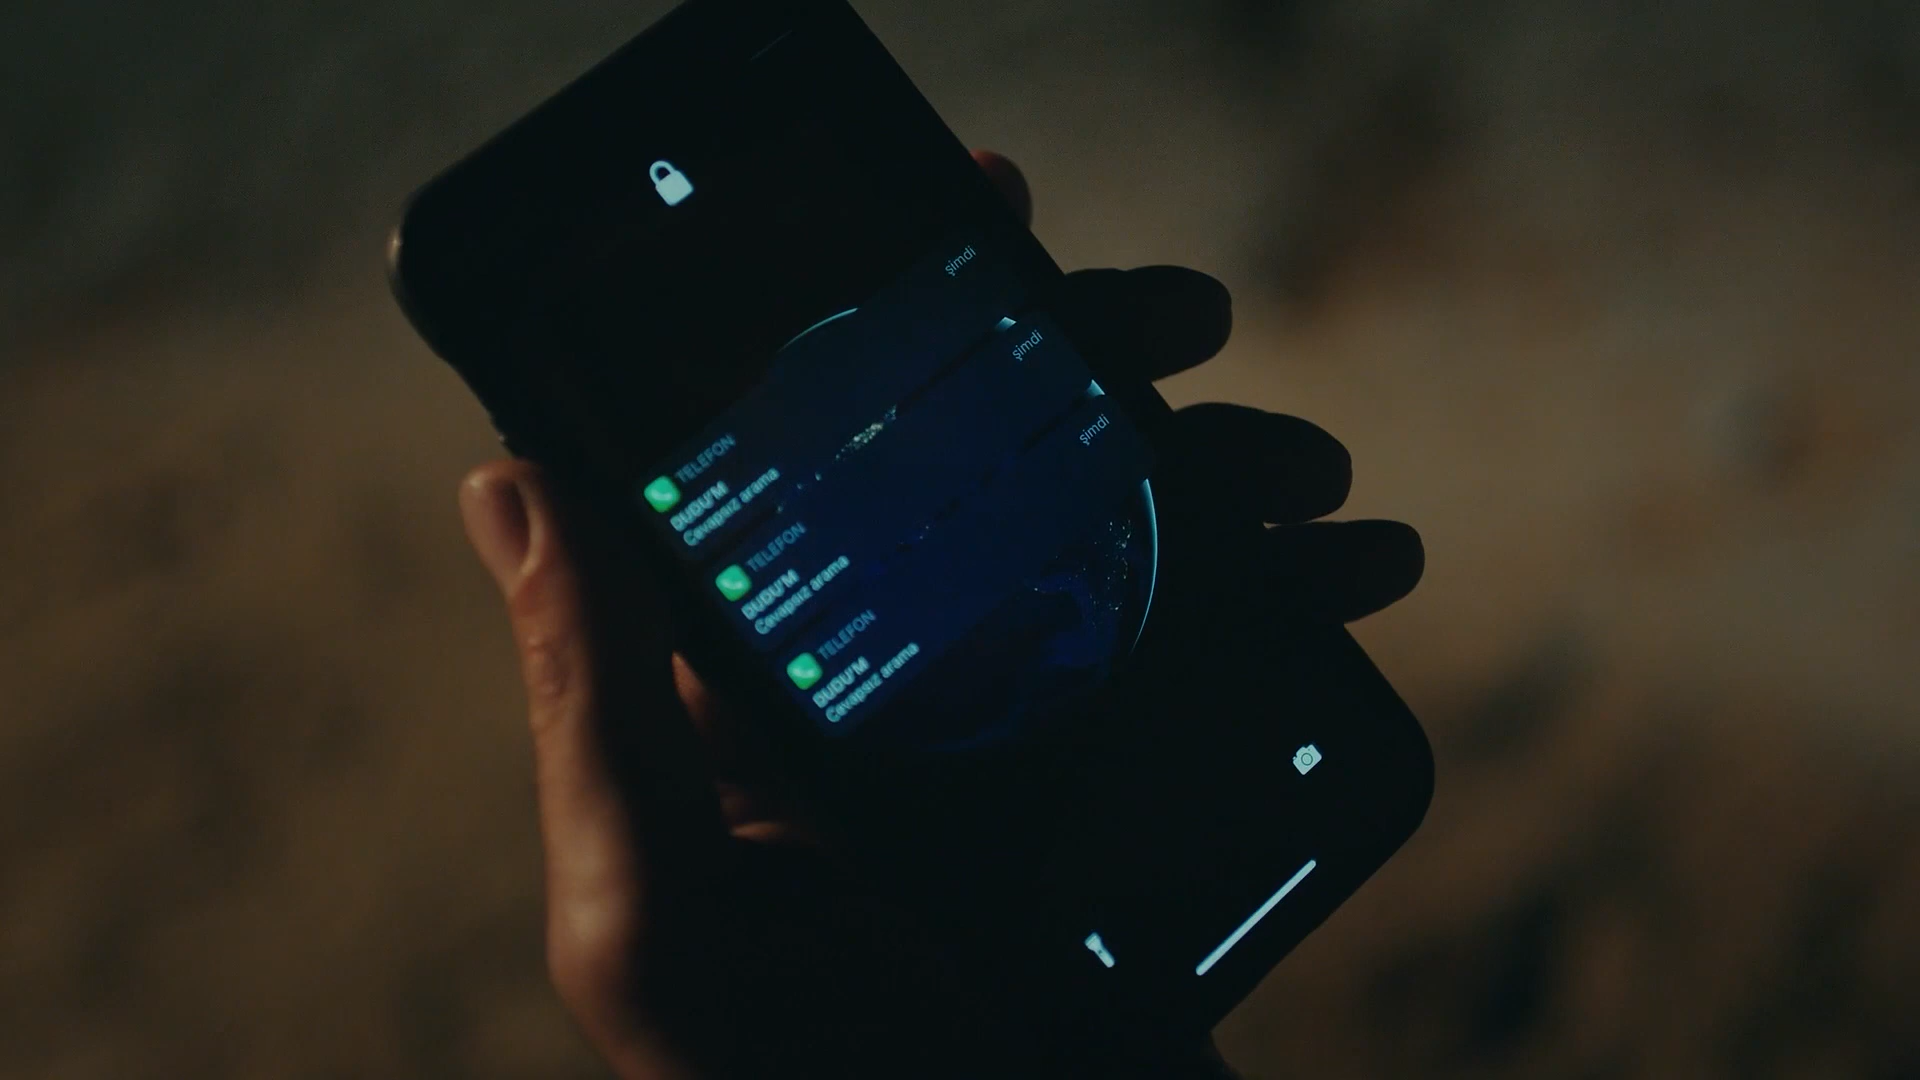 TELEFON
şimdi
DUDU'M
Cevapsız arama
TELEFON
şimdi
DUDU'M
Cevapsız arama
TELEFON
şimdi
DUDU'M
Cevapsız arama